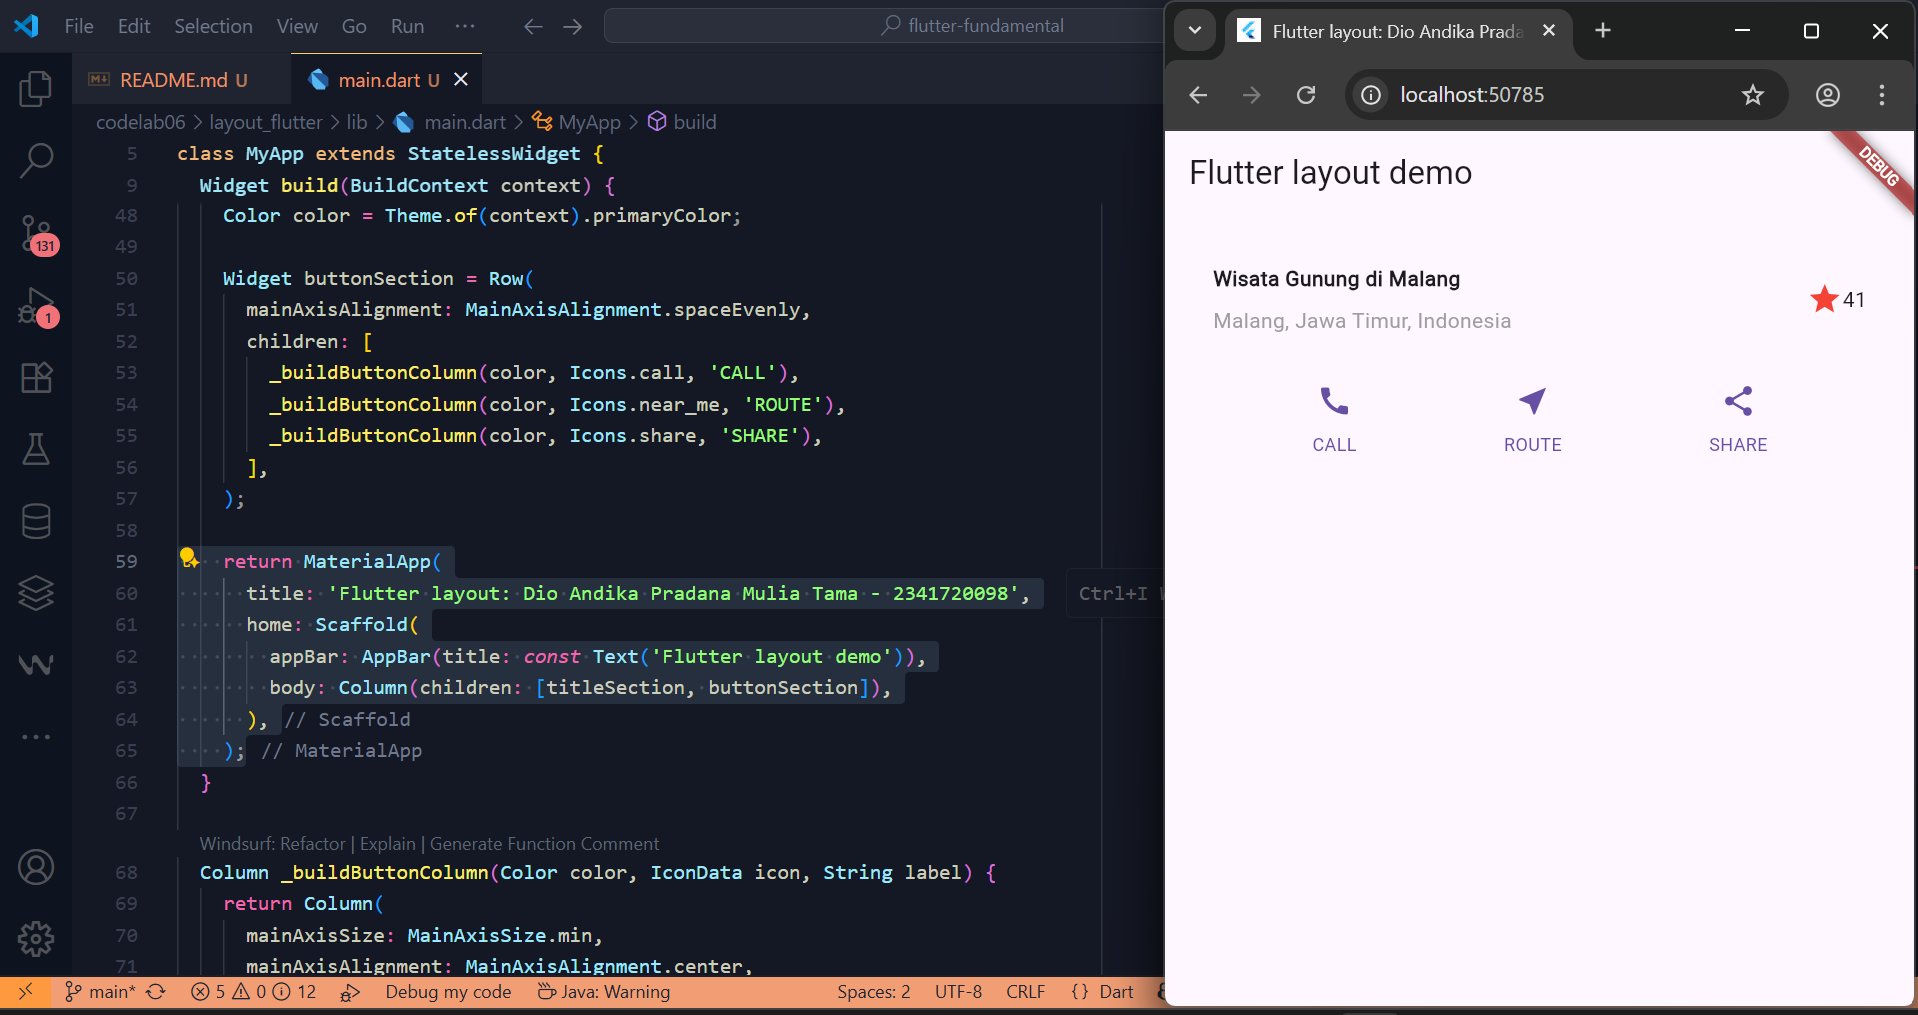 File Edit Selection View Go Run ··· flutter-fundamental
README.md U main.dart U
codelab06 > layout_flutter > lib > main.dart > MyApp > build
5 class MyApp extends StatelessWidget {
9 Widget build(BuildContext context) {
48 Color color = Theme.of(context).primaryColor;
49
50 Widget buttonSection = Row(
51 mainAxisAlignment: MainAxisAlignment.spaceEvenly,
52 children: [
53 _buildButtonColumn(color, Icons.call, 'CALL'),
54 _buildButtonColumn(color, Icons.near_me, 'ROUTE'),
55 _buildButtonColumn(color, Icons.share, 'SHARE'),
56 ],
57 );
58
59 return MaterialApp(
60 title: 'Flutter layout: Dio Andika Pradana Mulia Tama - 2341720098', Ctrl+I
61 home: Scaffold(
62 appBar: AppBar(title: const Text('Flutter layout demo')),
63 body: Column(children: [titleSection, buttonSection]),
64 ), // Scaffold
65 ); // MaterialApp
66 }
67
Windsurf: Refactor | Explain | Generate Function Comment
68 Column _buildButtonColumn(Color color, IconData icon, String label) {
69 return Column(
70 mainAxisSize: MainAxisSize.min,
71 mainAxisAlignment: MainAxisAlignment.center,
131
1
main* 5 0 12 Debug my code Java: Warning Spaces: 2 UTF-8 CRLF {} Dart
Flutter layout: Dio Andika Prada
localhost:50785
Flutter layout demo
DEBUG
Wisata Gunung di Malang
Malang, Jawa Timur, Indonesia
41
CALL ROUTE SHARE